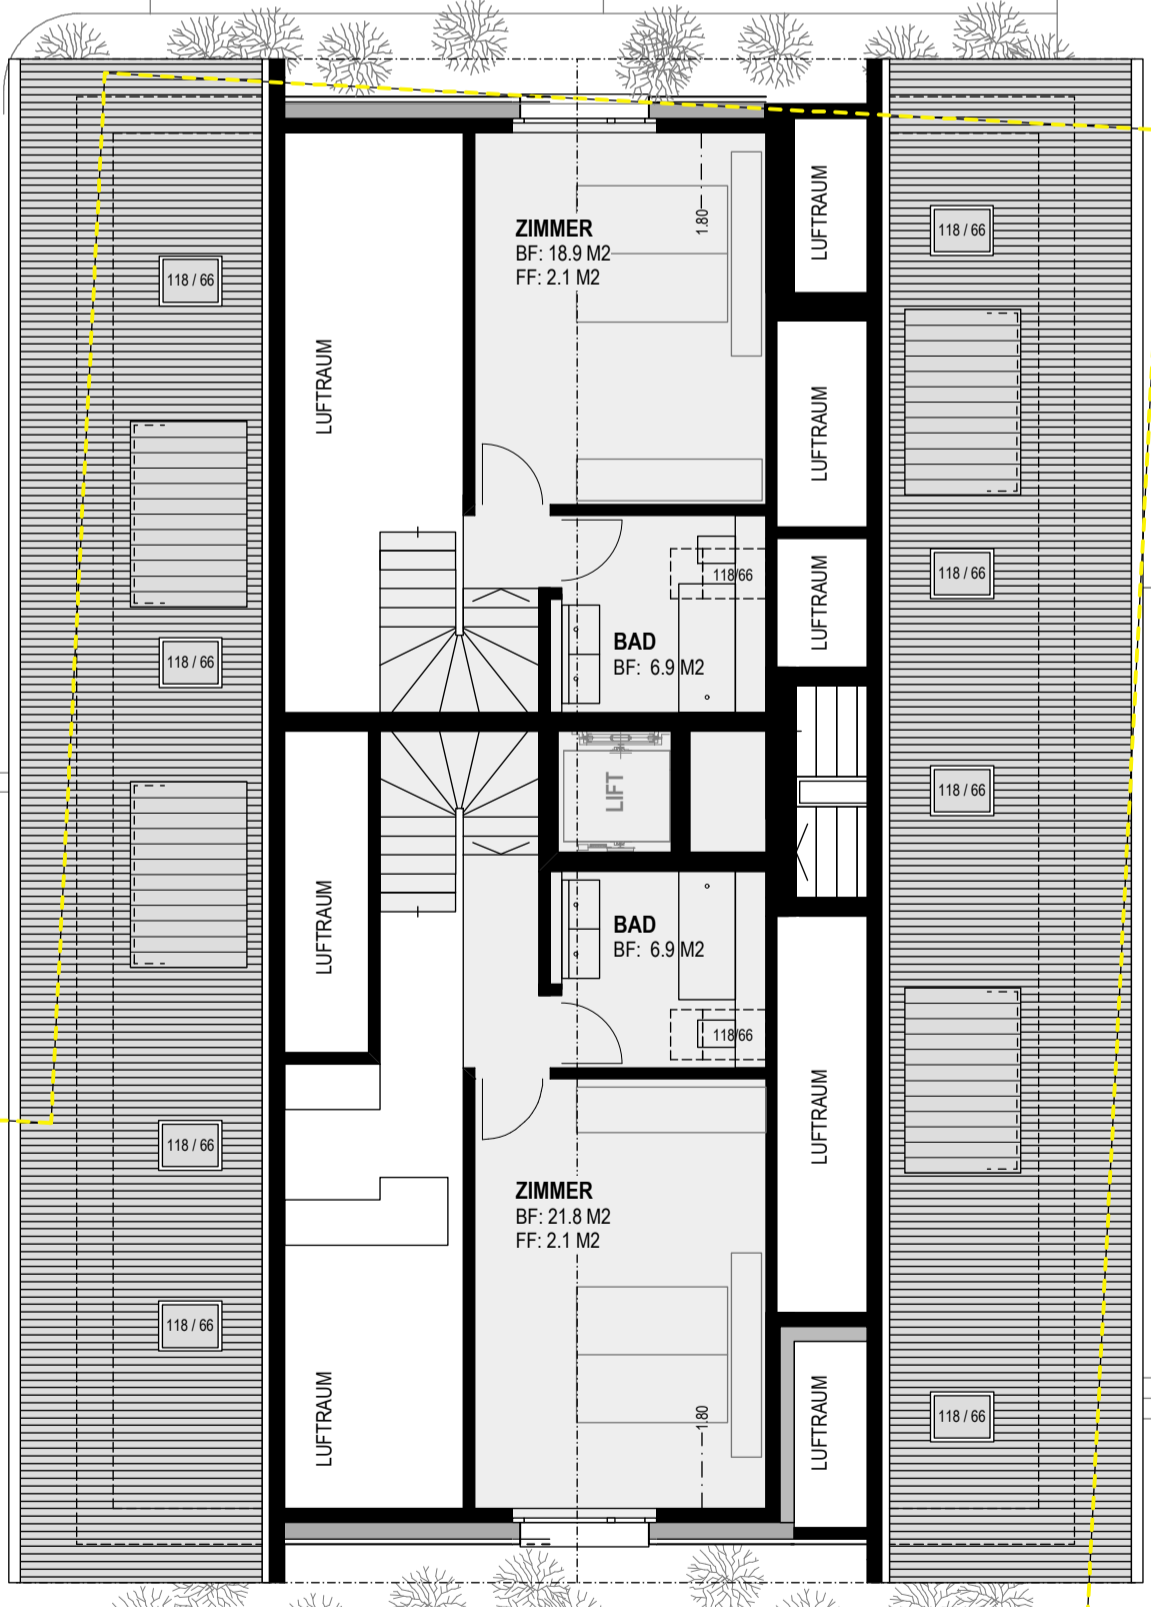 118 / 66
118 / 66
118 / 66
118 / 66
LUFTRAUM
LUFTRAUM
LUFTRAUM
ZIMMER
BF: 18.9 M2
FF: 2.1 M2
1.80
118/66
BAD
BF: 6.9 M2
LIFT
BAD
BF: 6.9 M2
118/66
ZIMMER
BF: 21.8 M2
FF: 2.1 M2
1.80
LUFTRAUM
LUFTRAUM
LUFTRAUM
LUFTRAUM
LUFTRAUM
118 / 66
118 / 66
118 / 66
118 / 66